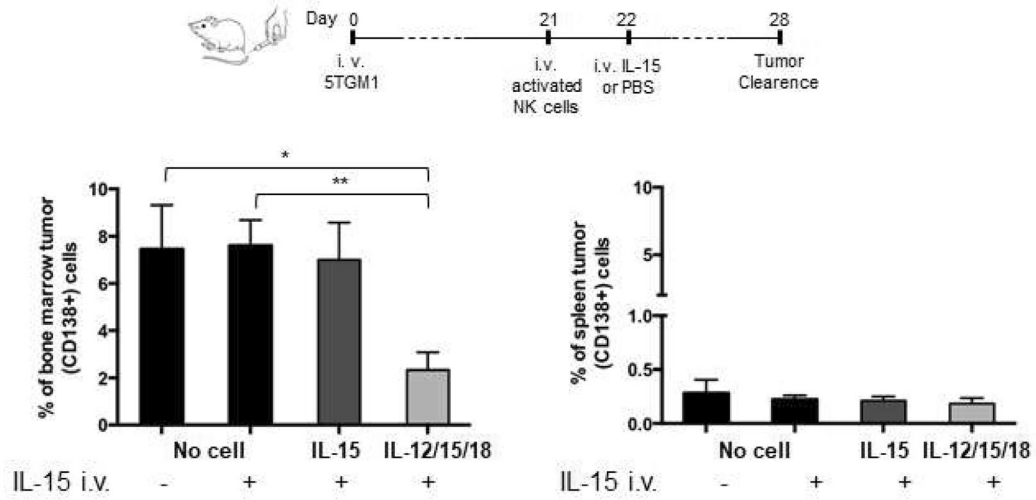 Day 0 21 22 28
i. v. i.v. i.v. IL-15 Tumor
5TGM1 activated or PBS Clearence
NK cells
*
**
% of bone marrow tumor
(CD138+) cells
10
8
6
4
2
0
No cell IL-15 IL-12/15/18
IL-15 i.v. - + + +
% of spleen tumor
(CD138+) cells
10
5
1.0
0.5
0.0
No cell IL-15 IL-12/15/18
IL-15 i.v. - + + +